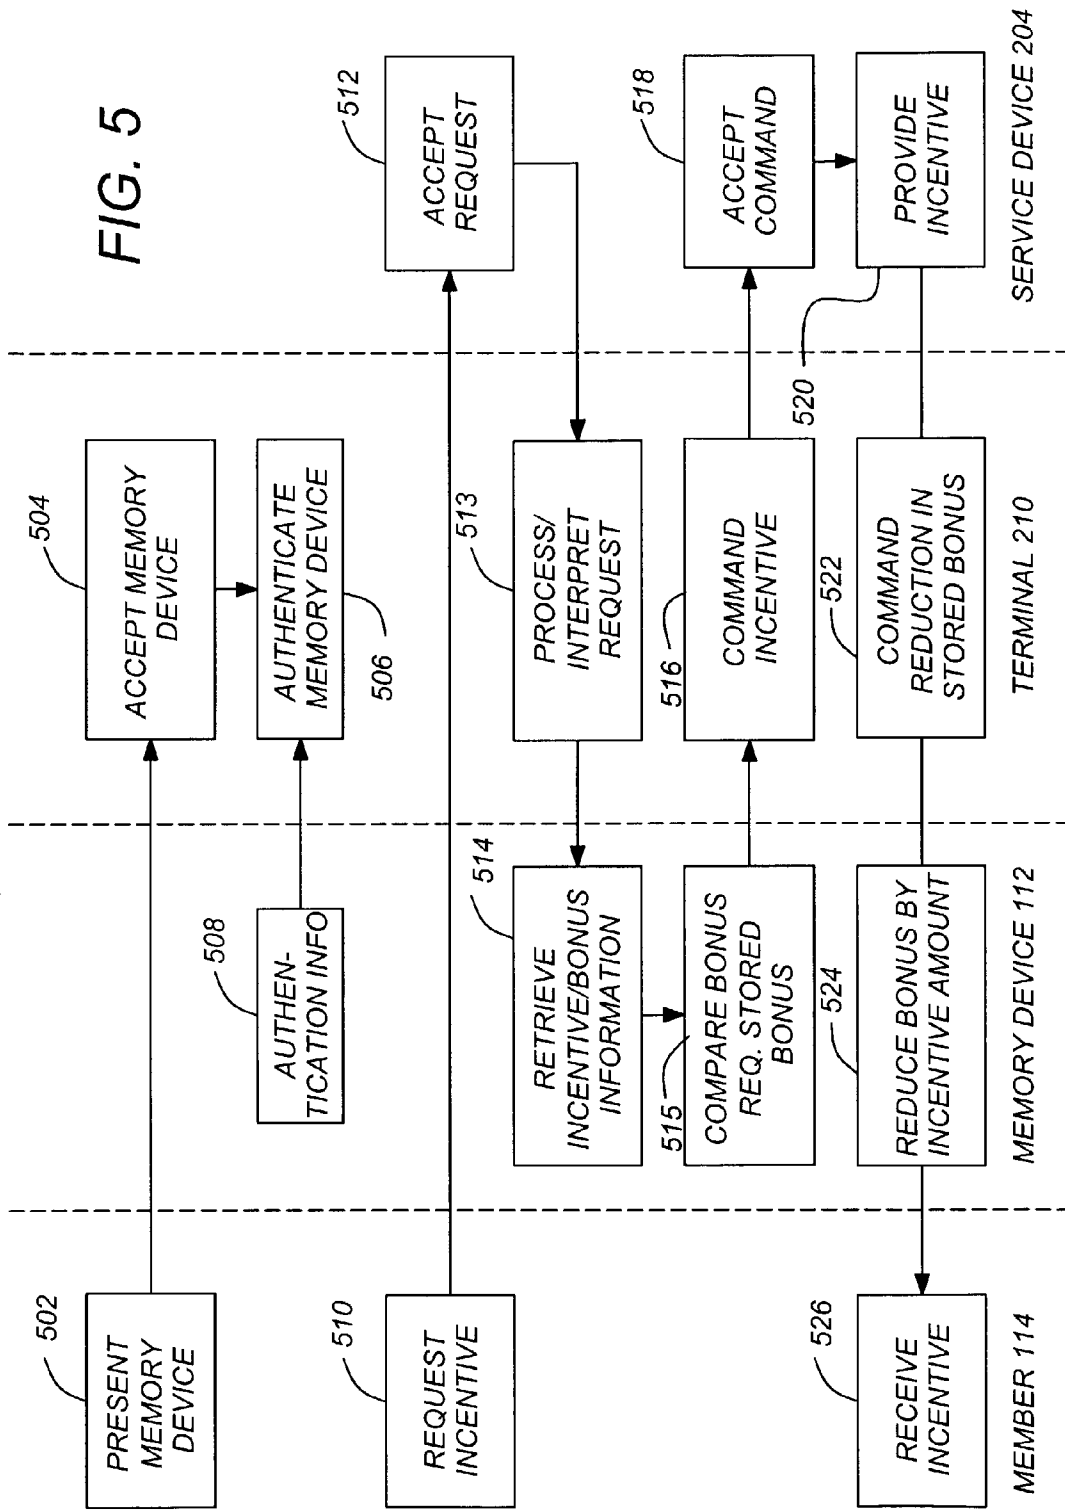 FIG. 5
502
PRESENT
MEMORY
DEVICE
504
ACCEPT MEMORY
DEVICE
508
AUTHEN-
TICATION INFO
AUTHENTICATE
MEMORY DEVICE
506
510
REQUEST
INCENTIVE
512
ACCEPT
REQUEST
513
PROCESS/
INTERPRET
REQUEST
514
RETRIEVE
INCENTIVE/BONUS
INFORMATION
515
COMPARE BONUS
REQ. STORED
BONUS
516
COMMAND
INCENTIVE
518
ACCEPT
COMMAND
520
PROVIDE
INCENTIVE
522
COMMAND
REDUCTION IN
STORED BONUS
524
REDUCE BONUS BY
INCENTIVE AMOUNT
526
RECEIVE
INCENTIVE
MEMBER 114
MEMORY DEVICE 112
TERMINAL 210
SERVICE DEVICE 204